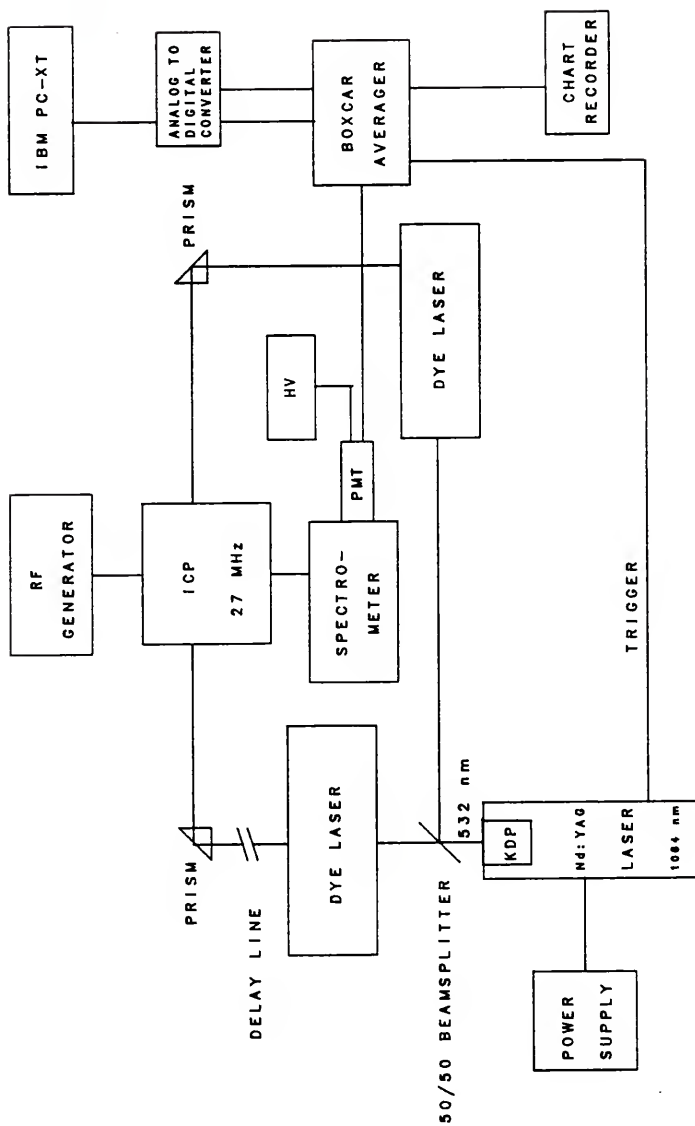 RF
GENERATOR
IBM PC-XT
ANALOG TO
DIGITAL
CONVERTER
PRISM
PRISM
ICP
27 MHz
HV
BOXCAR
AVERAGER
DELAY LINE
SPECTRO-
METER
PMT
DYE LASER
DYE LASER
CHART
RECORDER
50/50 BEAMSPLITTER
532 nm
KDP
Nd:YAG
LASER
1064 nm
TRIGGER
POWER
SUPPLY